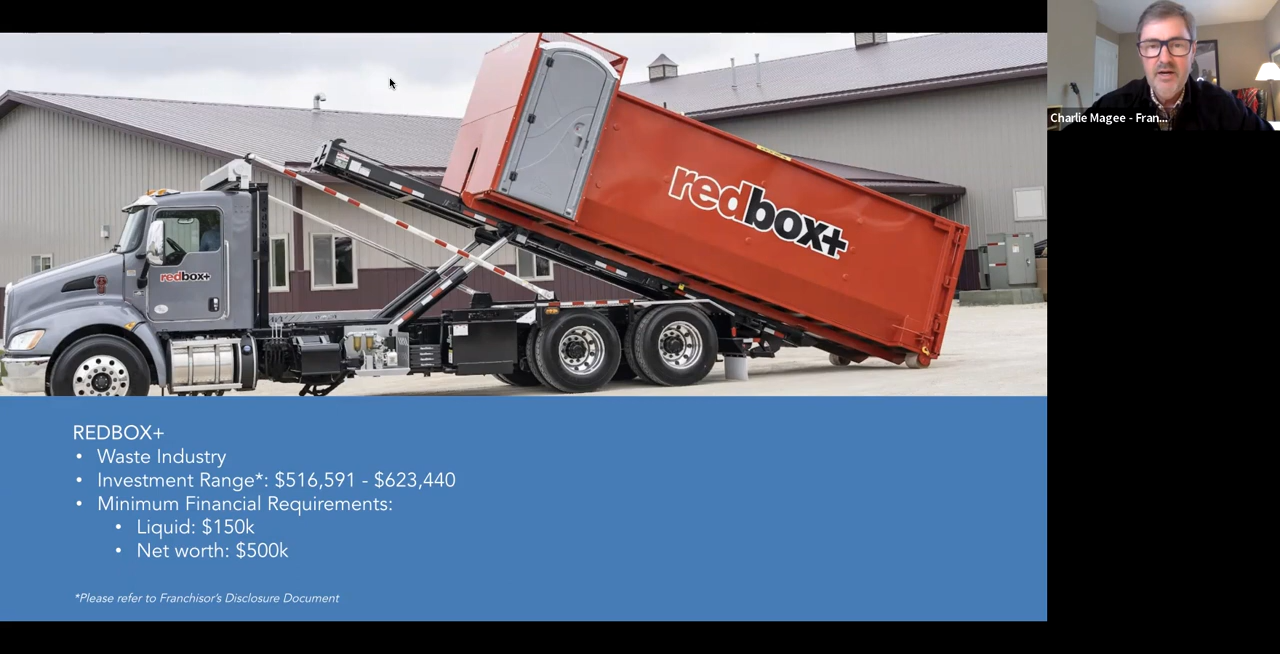 redbox+
redbox+
Charlie Magee - Fran...
REDBOX+
• Waste Industry
• Investment Range*: $516,591 - $623,440
• Minimum Financial Requirements:
• Liquid: $150k
• Net worth: $500k
*Please refer to Franchisor's Disclosure Document